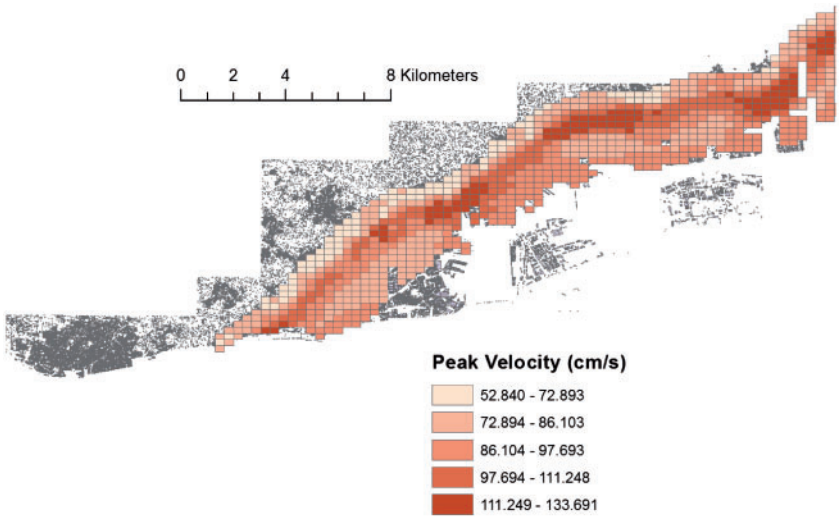 0 2 4 8 Kilometers
Peak Velocity (cm/s)
52.840 - 72.893
72.894 - 86.103
86.104 - 97.693
97.694 - 111.248
111.249 - 133.691